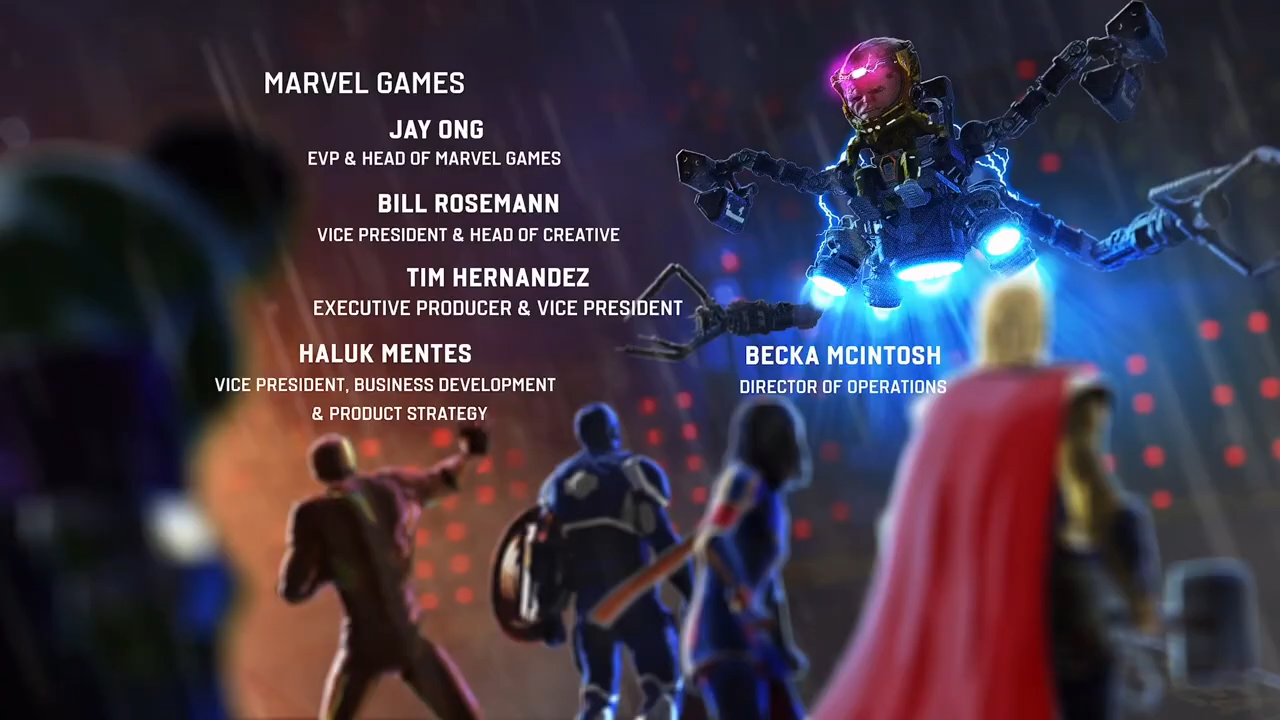 MARVEL GAMES
JAY ONG
EVP & HEAD OF MARVEL GAMES
BILL ROSEMANN
VICE PRESIDENT & HEAD OF CREATIVE
TIM HERNANDEZ
EXECUTIVE PRODUCER & VICE PRESIDENT
HALUK MENTES
VICE PRESIDENT, BUSINESS DEVELOPMENT
& PRODUCT STRATEGY
BECKA MCINTOSH
DIRECTOR OF OPERATIONS